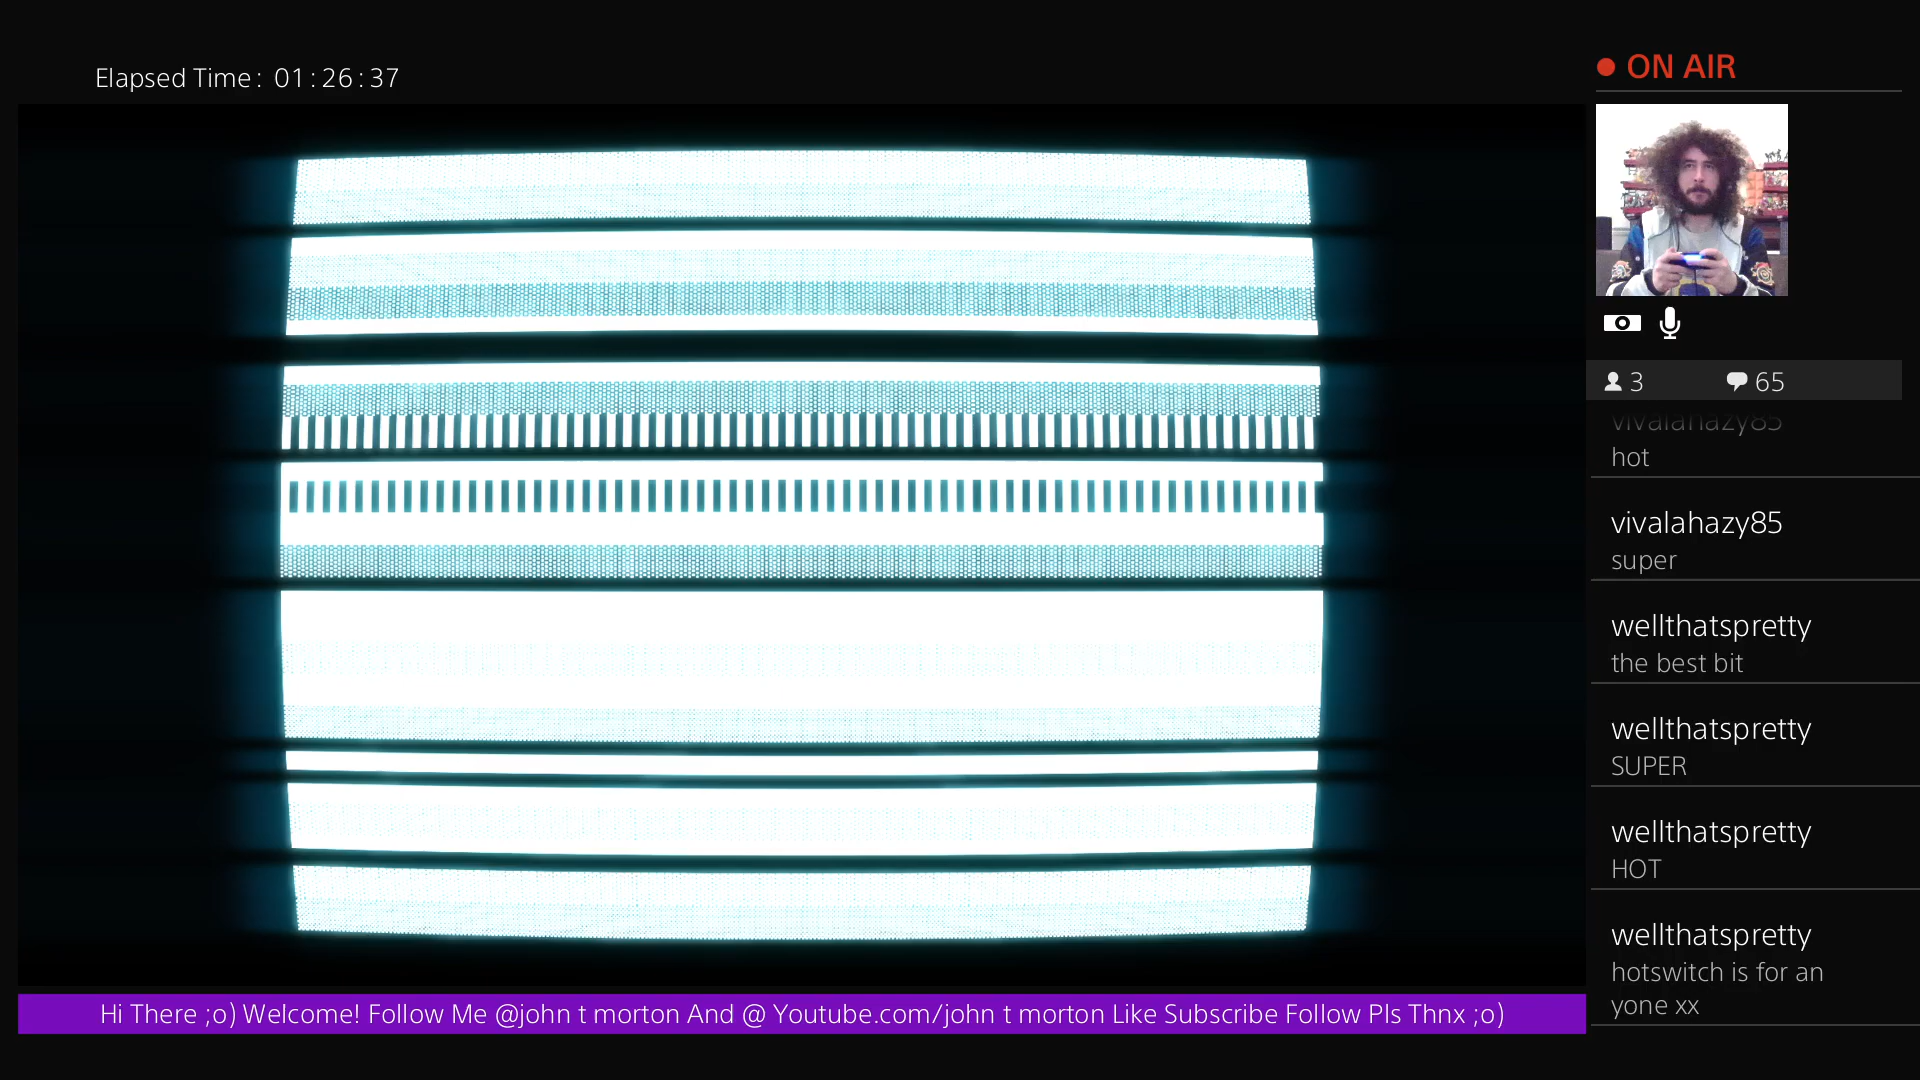 Elapsed Time: 01:26:37
ON AIR
3 65
vivalahazy85
hot
vivalahazy85
super
wellthatspretty
the best bit
wellthatspretty
SUPER
wellthatspretty
HOT
wellthatspretty
hotswitch is for an
yone xx
Hi There ;o) Welcome! Follow Me @john t morton And @ Youtube.com/john t morton Like Subscribe Follow Pls Thnx ;o)